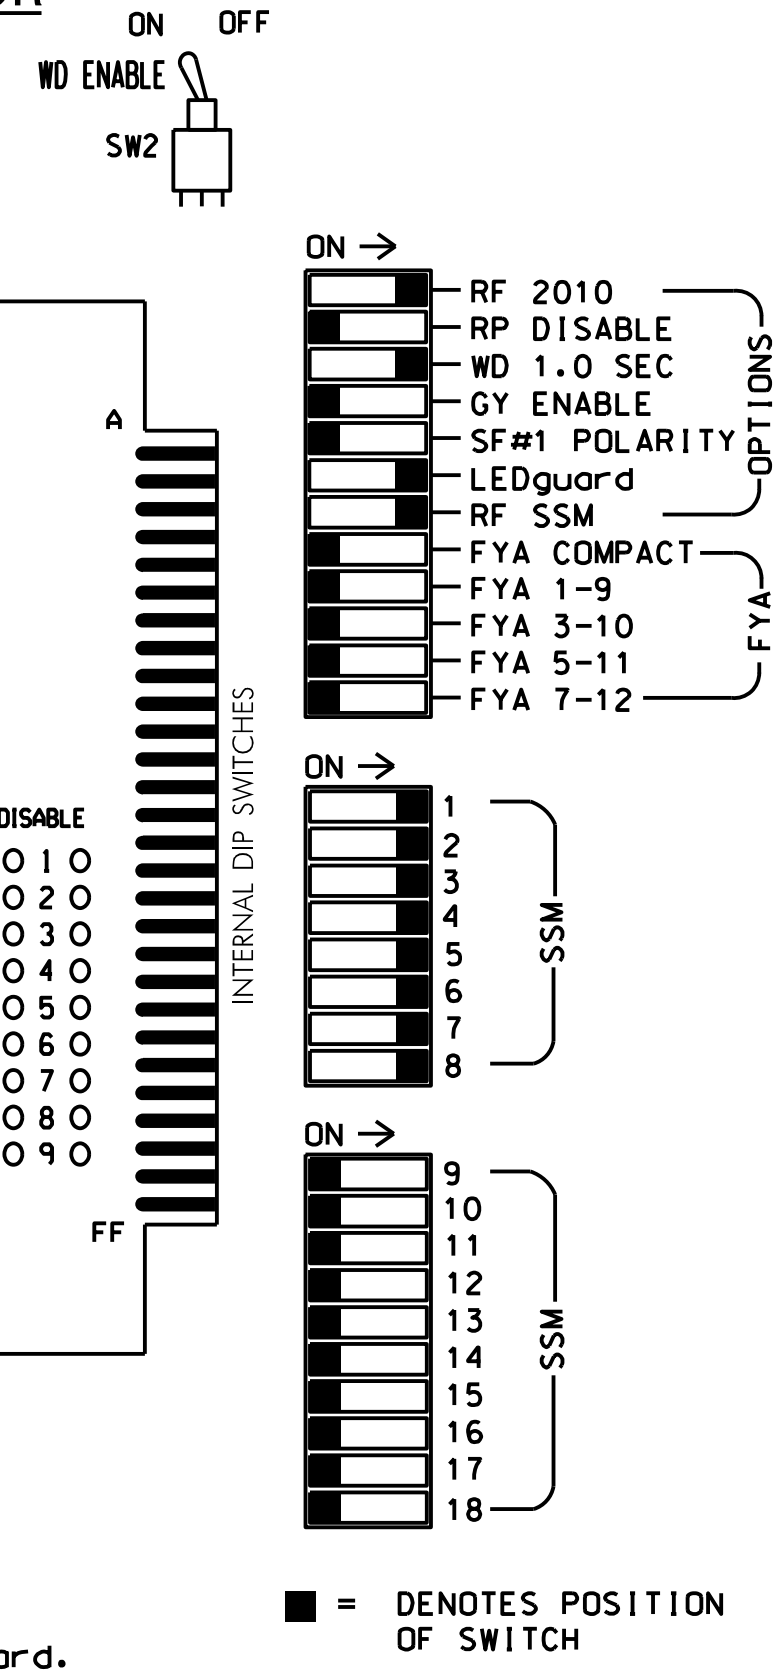 ON OFF
WD ENABLE
SW2
ON →
RF 2010
RP DISABLE
WD 1.0 SEC
GY ENABLE
SF#1 POLARITY
LEDguard
RF SSM
OPTIONS
FYA COMPACT
FYA 1-9
FYA 3-10
FYA 5-11
FYA 7-12
FYA
A
FF
INTERNAL DIP SWITCHES
DISABLE
1
2
3
4
5
6
7
8
9
ON →
1
2
3
4
5
6
7
8
SSM
ON →
9
10
11
12
13
14
15
16
17
18
SSM
= DENOTES POSITION
OF SWITCH